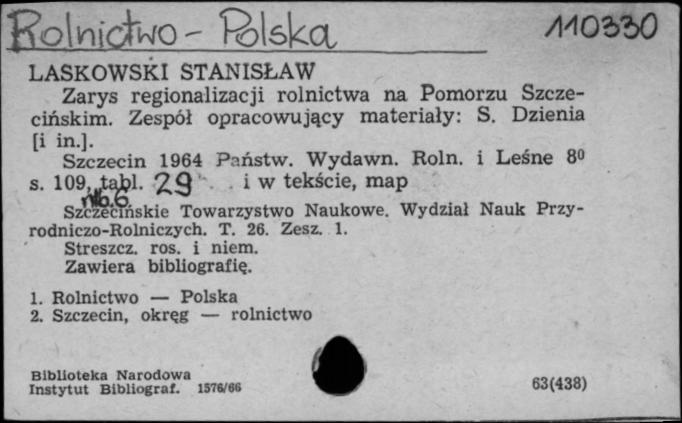 Rolnictwo - Polska 110330
LASKOWSKI STANISŁAW
Zarys regionalizacji rolnictwa na Pomorzu Szcze-
cińskim. Zespół opracowujący materiały: S. Dzienia
[i in.].
Szczecin 1964 Państw. Wydawn. Roln. i Leśne 8⁰
s. 109, tabl. 29 i w tekście, map
nlb. 6
Szczecińskie Towarzystwo Naukowe. Wydział Nauk Przy-
rodniczo-Rolniczych. T. 26. Zesz. 1.
Streszcz. ros. i niem.
Zawiera bibliografię.
1. Rolnictwo — Polska
2. Szczecin, okręg — rolnictwo
Biblioteka Narodowa
Instytut Bibliograf. 1576/66 63(438)